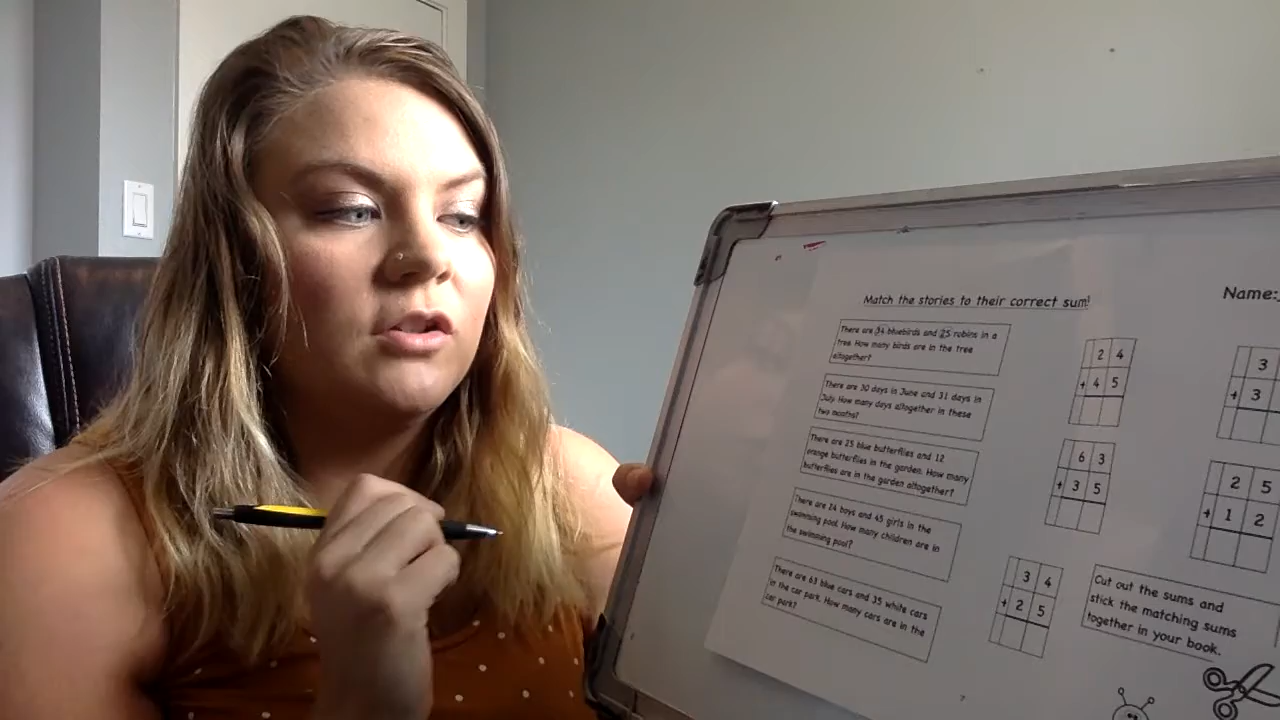 Match the stories to their correct sum!
Name:
There are 34 bluebirds and 25 robins in a
tree. How many birds are in the tree
altogether?
There are 30 days in June and 31 days in
July. How many days altogether in these
two months?
There are 25 blue butterflies and 12
orange butterflies in the garden. How many
butterflies are in the garden altogether?
There are 24 boys and 45 girls in the
swimming pool. How many children are in
the swimming pool?
There are 63 blue cars and 35 white cars
in the car park. How many cars are in the
car park?
2 4
+ 4 5
6 3
+ 3 5
3 4
+ 2 5
3
+ 3
2 5
+ 1 2
Cut out the sums and
stick the matching sums
together in your book.